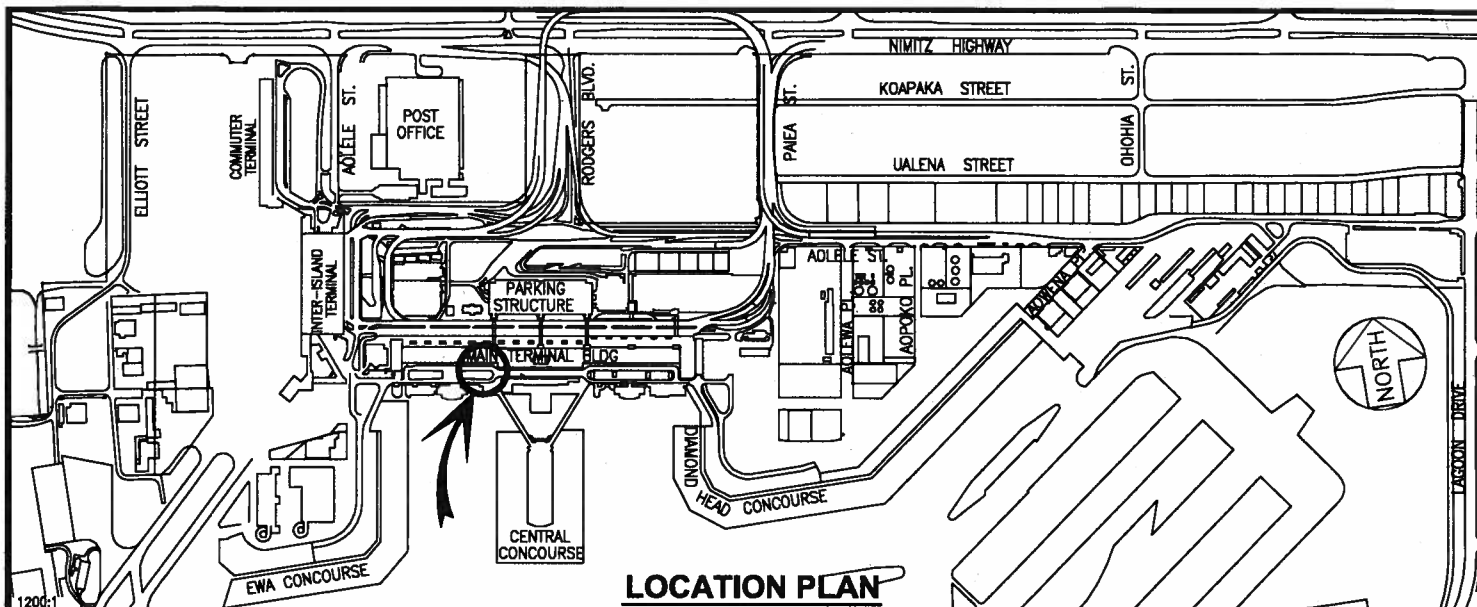 NIMITZ HIGHWAY
KOAPAKA STREET
UALENA STREET
ELLIOTT STREET
COMMUTER
TERMINAL
AOLELE ST.
POST
OFFICE
RODGERS BLVD.
PAIEA ST.
OHOHIA ST.
INTER-ISLAND
TERMINAL
PARKING
STRUCTURE
MAIN TERMINAL BLDG
AOLELE ST.
AOLEWA PL.
AOPOKO PL.
AOWENA PL.
NORTH
LAGOON DRIVE
DIAMOND
HEAD CONCOURSE
CENTRAL
CONCOURSE
EWA CONCOURSE
1200:1
LOCATION PLAN